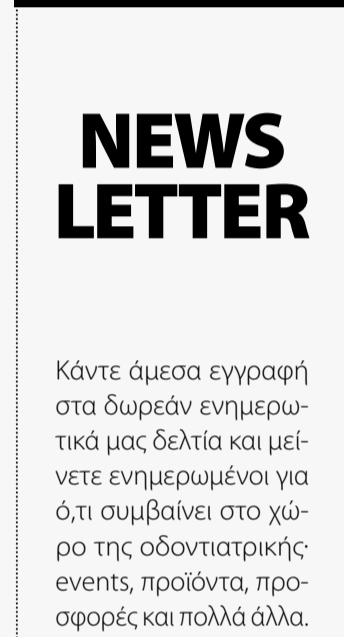 NEWS
LETTER
Κάντε άμεσα εγγραφή
στα δωρεάν ενημερω-
τικά μας δελτία και μεί-
νετε ενημερωμένοι για
ό,τι συμβαίνει στο χώ-
ρο της οδοντιατρικής·
events, προϊόντα, προ-
σφορές και πολλά άλλα.